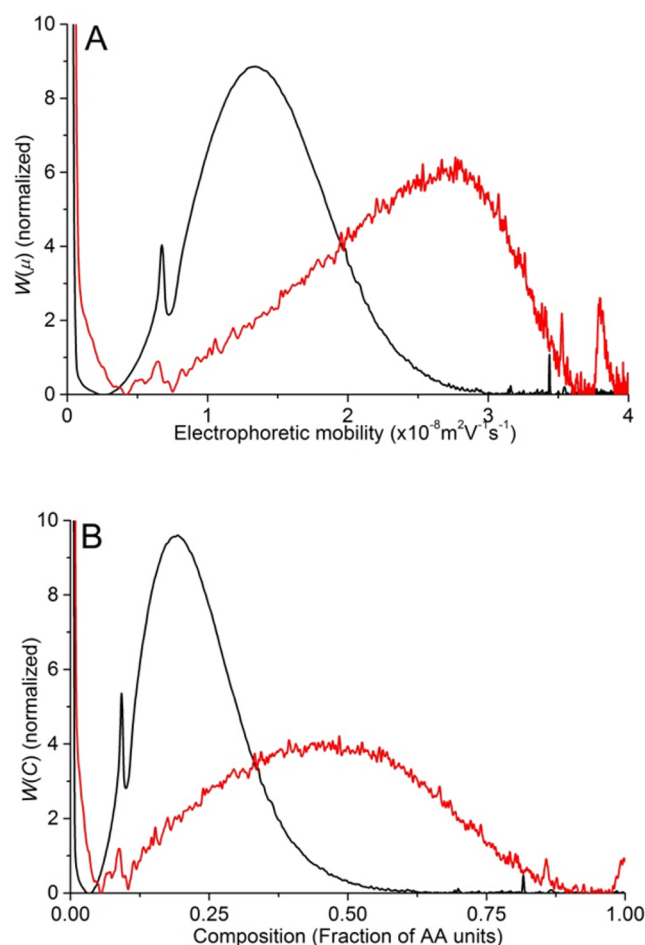 A
10
8
6
4
2
0
W(μ) (normalized)
0 1 2 3 4
Electrophoretic mobility (x10⁻⁸m²V⁻¹s⁻¹)
B
10
8
6
4
2
0
W(C) (normalized)
0.00 0.25 0.50 0.75 1.00
Composition (Fraction of AA units)